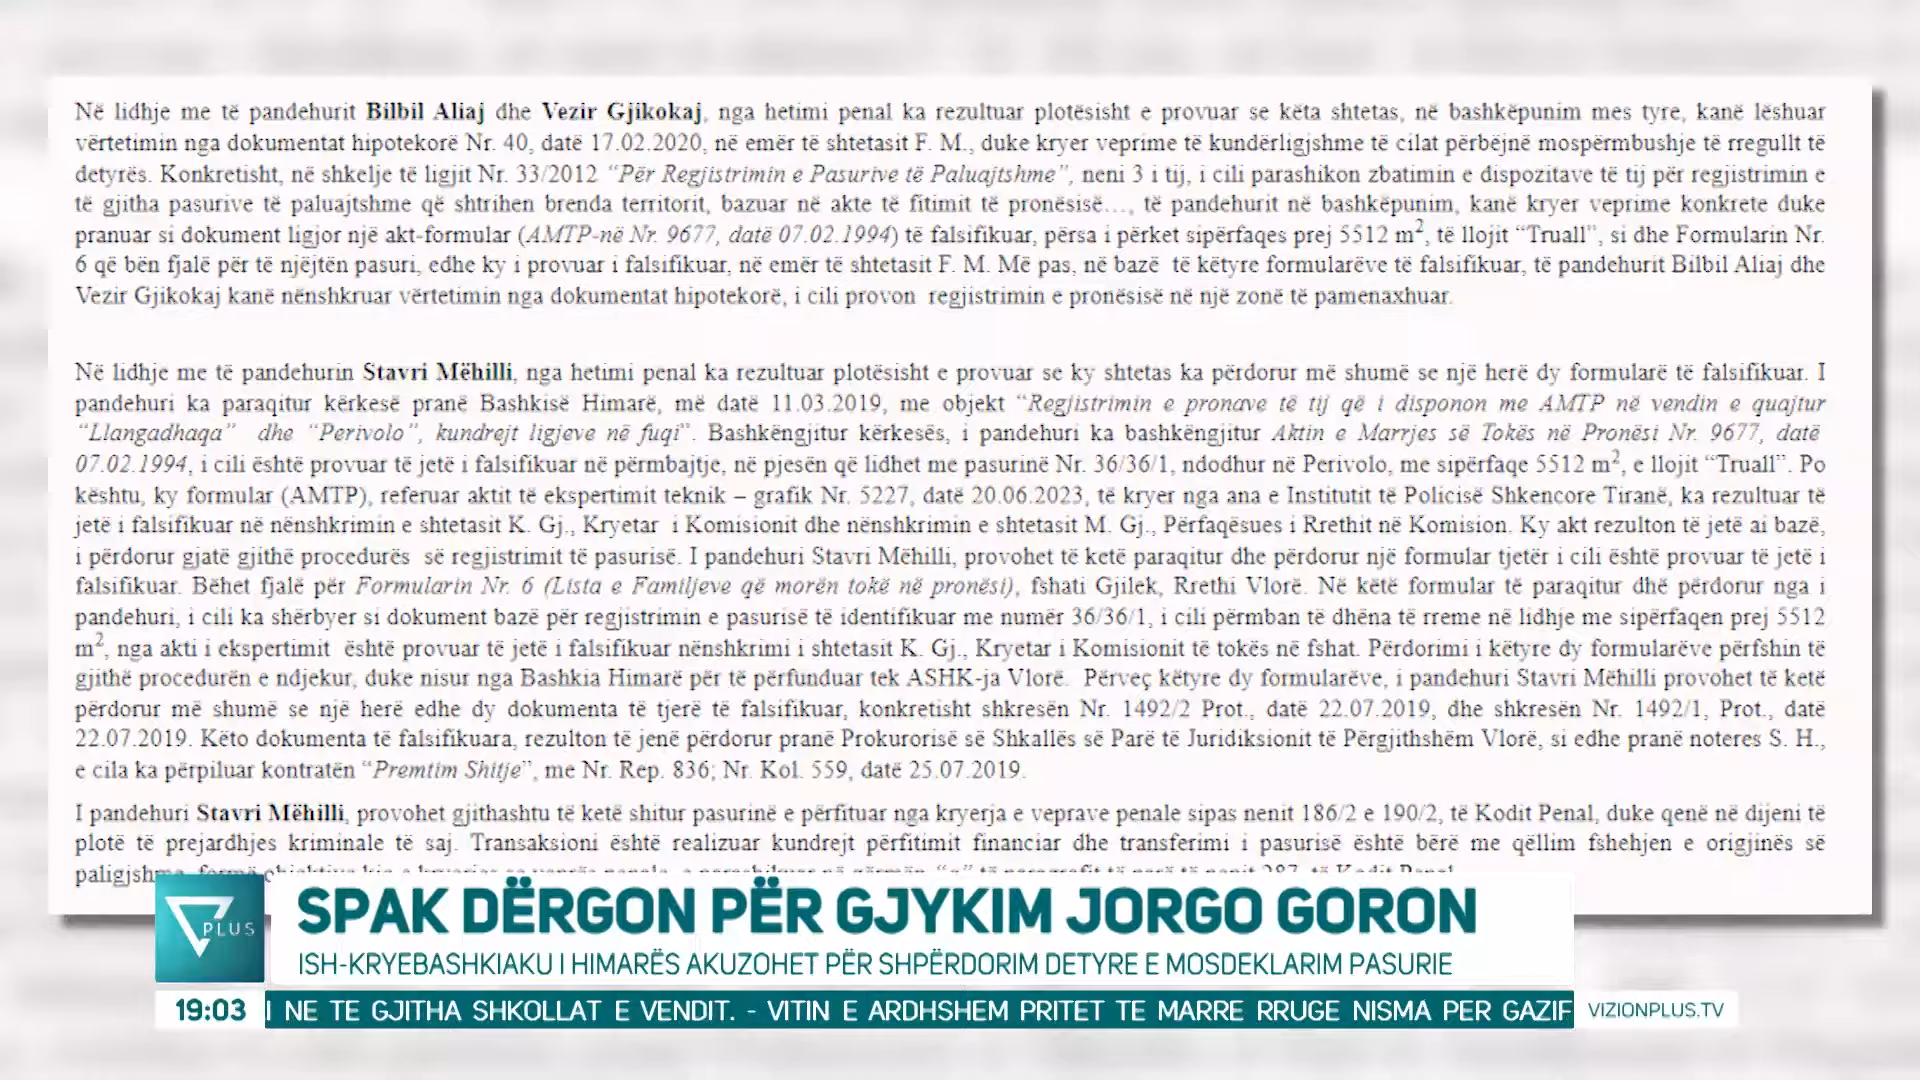 Në lidhje me të pandehurit Bilbil Aliaj dhe Vezir Gjikokaj, nga hetimi penal ka rezultuar plotësisht e provuar se këta shtetas, në bashkëpunim mes tyre, kanë lëshuar
vërtetimin nga dokumentat hipotekorë Nr. 40, datë 17.02.2020, në emër të shtetasit F. M., duke kryer veprime të kundërligjshme të cilat përbëjnë mospërmbushje të rregullt të
detyrës. Konkretisht, në shkelje të ligjit Nr. 33/2012 “Për Regjistrimin e Pasurive të Paluajtshme”, neni 3 i tij, i cili parashikon zbatimin e dispozitave të tij për regjistrimin e
të gjitha pasurive të paluajtshme që shtrihen brenda territorit, bazuar në akte të fitimit të pronësisë…, të pandehurit në bashkëpunim, kanë kryer veprime konkrete duke
pranuar si dokument ligjor një akt-formular (AMTP-në Nr. 9677, datë 07.02.1994) të falsifikuar, përsa i përket sipërfaqes prej 5512 m², të llojit “Truall”, si dhe Formularin Nr.
6 që bën fjalë për të njëjtën pasuri, edhe ky i provuar i falsifikuar, në emër të shtetasit F. M. Më pas, në bazë të këtyre formularëve të falsifikuar, të pandehurit Bilbil Aliaj dhe
Vezir Gjikokaj kanë nënshkruar vërtetimin nga dokumentat hipotekorë, i cili provon regjistrimin e pronësisë në një zonë të pamenaxhuar.
Në lidhje me të pandehurin Stavri Mëhilli, nga hetimi penal ka rezultuar plotësisht e provuar se ky shtetas ka përdorur më shumë se një herë dy formularë të falsifikuar. I
pandehuri ka paraqitur kërkesë pranë Bashkisë Himarë, më datë 11.03.2019, me objekt “Regjistrimin e pronave të tij që i disponon me AMTP në vendin e quajtur
“Llangadhaqa” dhe “Perivolo”, kundrejt ligjeve në fuqi”. Bashkëngjitur kërkesës, i pandehuri ka bashkëngjitur Aktin e Marrjes së Tokës në Pronësi Nr. 9677, datë
07.02.1994, i cili është provuar të jetë i falsifikuar në përmbajtje, në pjesën që lidhet me pasurinë Nr. 36/36/1, ndodhur në Perivolo, me sipërfaqe 5512 m², e llojit “Truall”. Po
kështu, ky formular (AMTP), referuar aktit të ekspertimit teknik – grafik Nr. 5227, datë 20.06.2023, të kryer nga ana e Institutit të Policisë Shkencore Tiranë, ka rezultuar të
jetë i falsifikuar në nënshkrimin e shtetasit K. Gj., Kryetar i Komisionit dhe nënshkrimin e shtetasit M. Gj., Përfaqësues i Rrethit në Komision. Ky akt rezulton të jetë ai bazë,
i përdorur gjatë gjithë procedurës së regjistrimit të pasurisë. I pandehuri Stavri Mëhilli, provohet të ketë paraqitur dhe përdorur një formular tjetër i cili është provuar të jetë i
falsifikuar. Bëhet fjalë për Formularin Nr. 6 (Lista e Familjeve që morën tokë në pronësi), fshati Gjilek, Rrethi Vlorë. Në këtë formular të paraqitur dhe përdorur nga i
pandehuri, i cili ka shërbyer si dokument bazë për regjistrimin e pasurisë të identifikuar me numër 36/36/1, i cili përmban të dhëna të rreme në lidhje me sipërfaqen prej 5512
m², nga akti i ekspertimit është provuar të jetë i falsifikuar nënshkrimi i shtetasit K. Gj., Kryetar i Komisionit të tokës në fshat. Përdorimi i këtyre dy formularëve përfshin të
gjithë procedurën e ndjekur, duke nisur nga Bashkia Himarë për të përfunduar tek ASHK-ja Vlorë. Përveç këtyre dy formularëve, i pandehuri Stavri Mëhilli provohet të ketë
përdorur më shumë se një herë edhe dy dokumenta të tjerë të falsifikuar, konkretisht shkresën Nr. 1492/2 Prot., datë 22.07.2019, dhe shkresën Nr. 1492/1, Prot., datë
22.07.2019. Këto dokumenta të falsifikuara, rezulton të jenë përdorur pranë Prokurorisë së Shkallës së Parë të Juridiksionit të Përgjithshëm Vlorë, si edhe pranë noteres S. H.,
e cila ka përpiluar kontratën “Premtim Shitje”, me Nr. Rep. 836; Nr. Kol. 559, datë 25.07.2019.
I pandehuri Stavri Mëhilli, provohet gjithashtu të ketë shitur pasurinë e përfituar nga kryerja e veprave penale sipas nenit 186/2 e 190/2, të Kodit Penal, duke qenë në dijeni të
plotë të prejardhjes kriminale të saj. Transaksioni është realizuar kundrejt përfitimit financiar dhe transferimi i pasurisë është bërë me qëllim fshehjen e origjinës së
SPAK DËRGON PËR GJYKIM JORGO GORON
PLUS
ISH-KRYEBASHKIAKU I HIMARËS AKUZOHET PËR SHPËRDORIM DETYRE E MOSDEKLARIM PASURIE
19:03 I NE TE GJITHA SHKOLLAT E VENDIT. - VITIN E ARDHSHEM PRITET TE MARRE RRUGE NISMA PER GAZIF VIZIONPLUS.TV